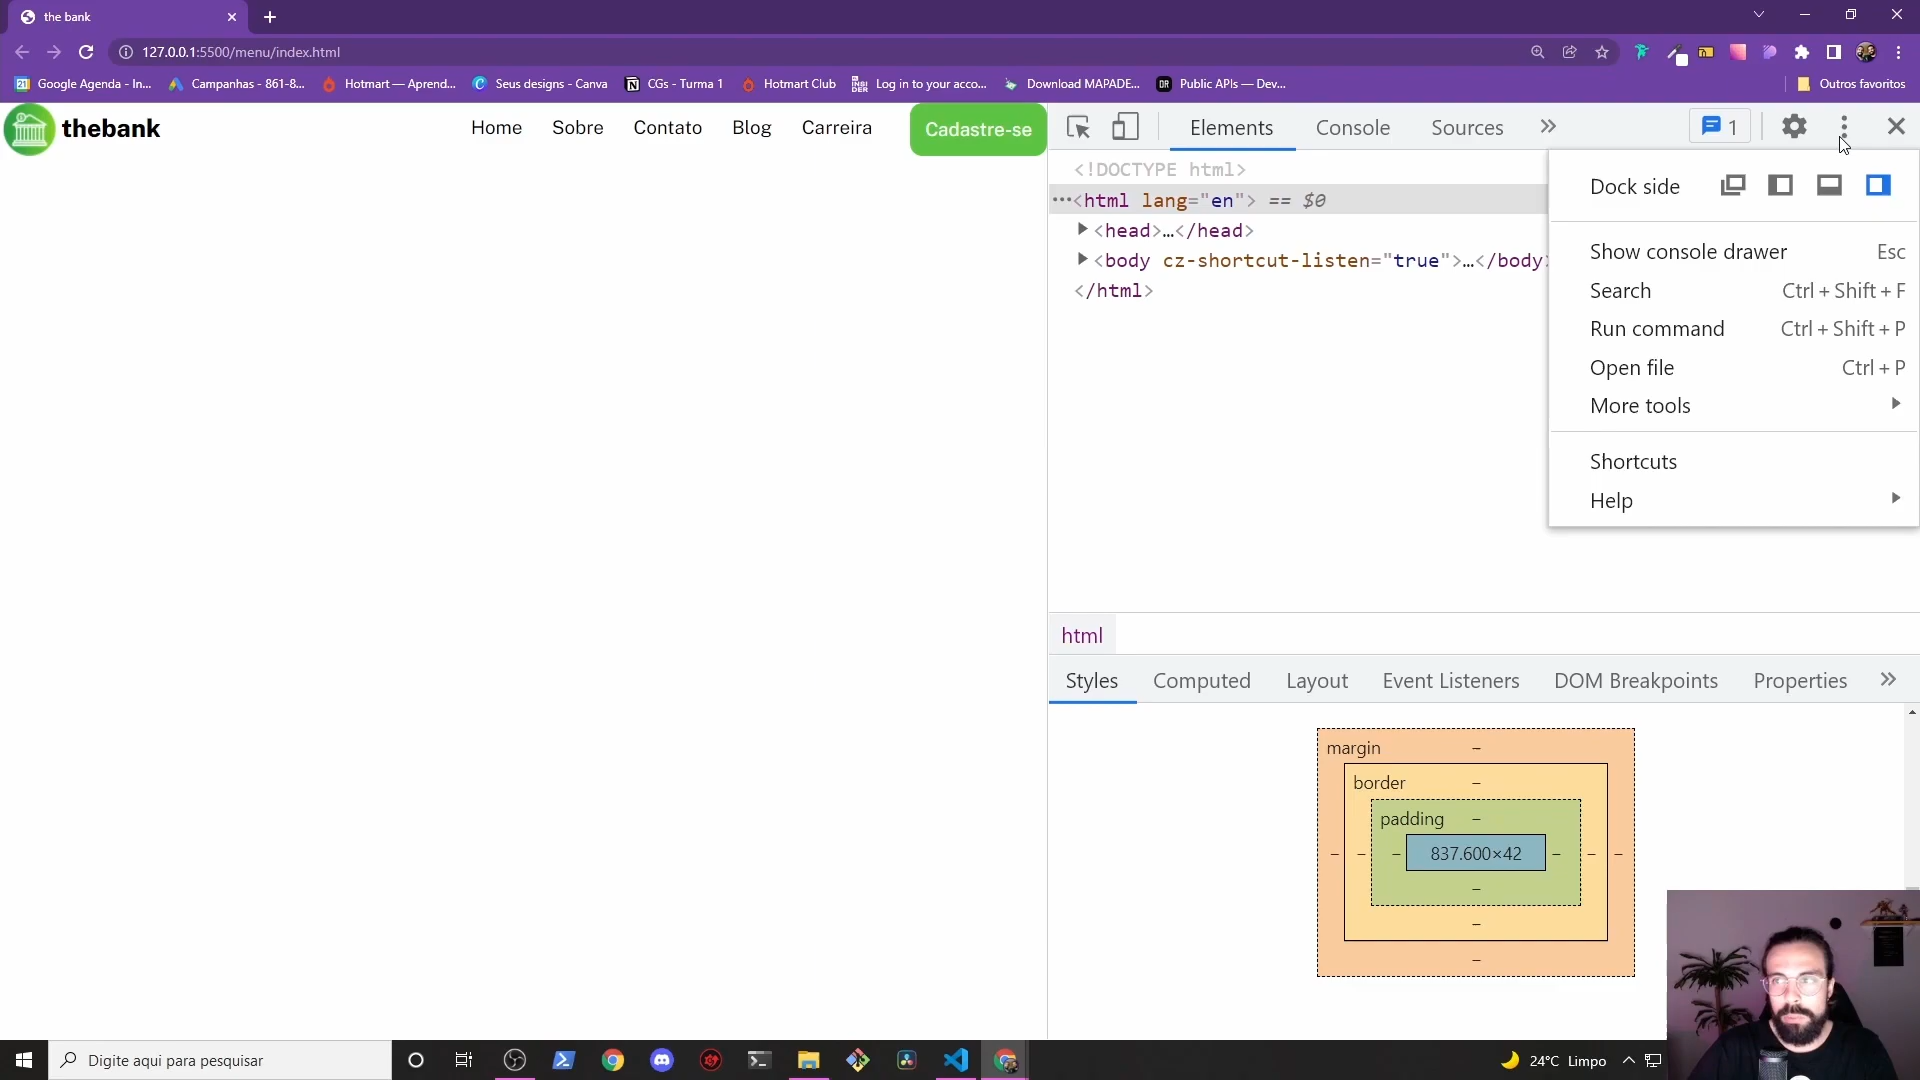 the bank
127.0.0.1:5500/menu/index.html
21 Google Agenda - In...
Campanhas - 861-8...
Hotmart — Aprend...
Seus designs - Canva
CGs - Turma 1
Hotmart Club
Log in to your acco...
Download MAPADE...
DR Public APIs — Dev...
Outros favoritos
thebank
Home Sobre Contato Blog Carreira Cadastre-se
Elements Console Sources 1
<!DOCTYPE html>
<html lang="en"> == $0
<head>…</head>
<body cz-shortcut-listen="true">…</body>
</html>
Dock side
Show console drawer Esc
Search Ctrl + Shift + F
Run command Ctrl + Shift + P
Open file Ctrl + P
More tools
Shortcuts
Help
html
Styles Computed Layout Event Listeners DOM Breakpoints Properties
margin –
border –
padding –
– – – 837.600×42 – – –
–
–
–
Digite aqui para pesquisar
24°C Limpo